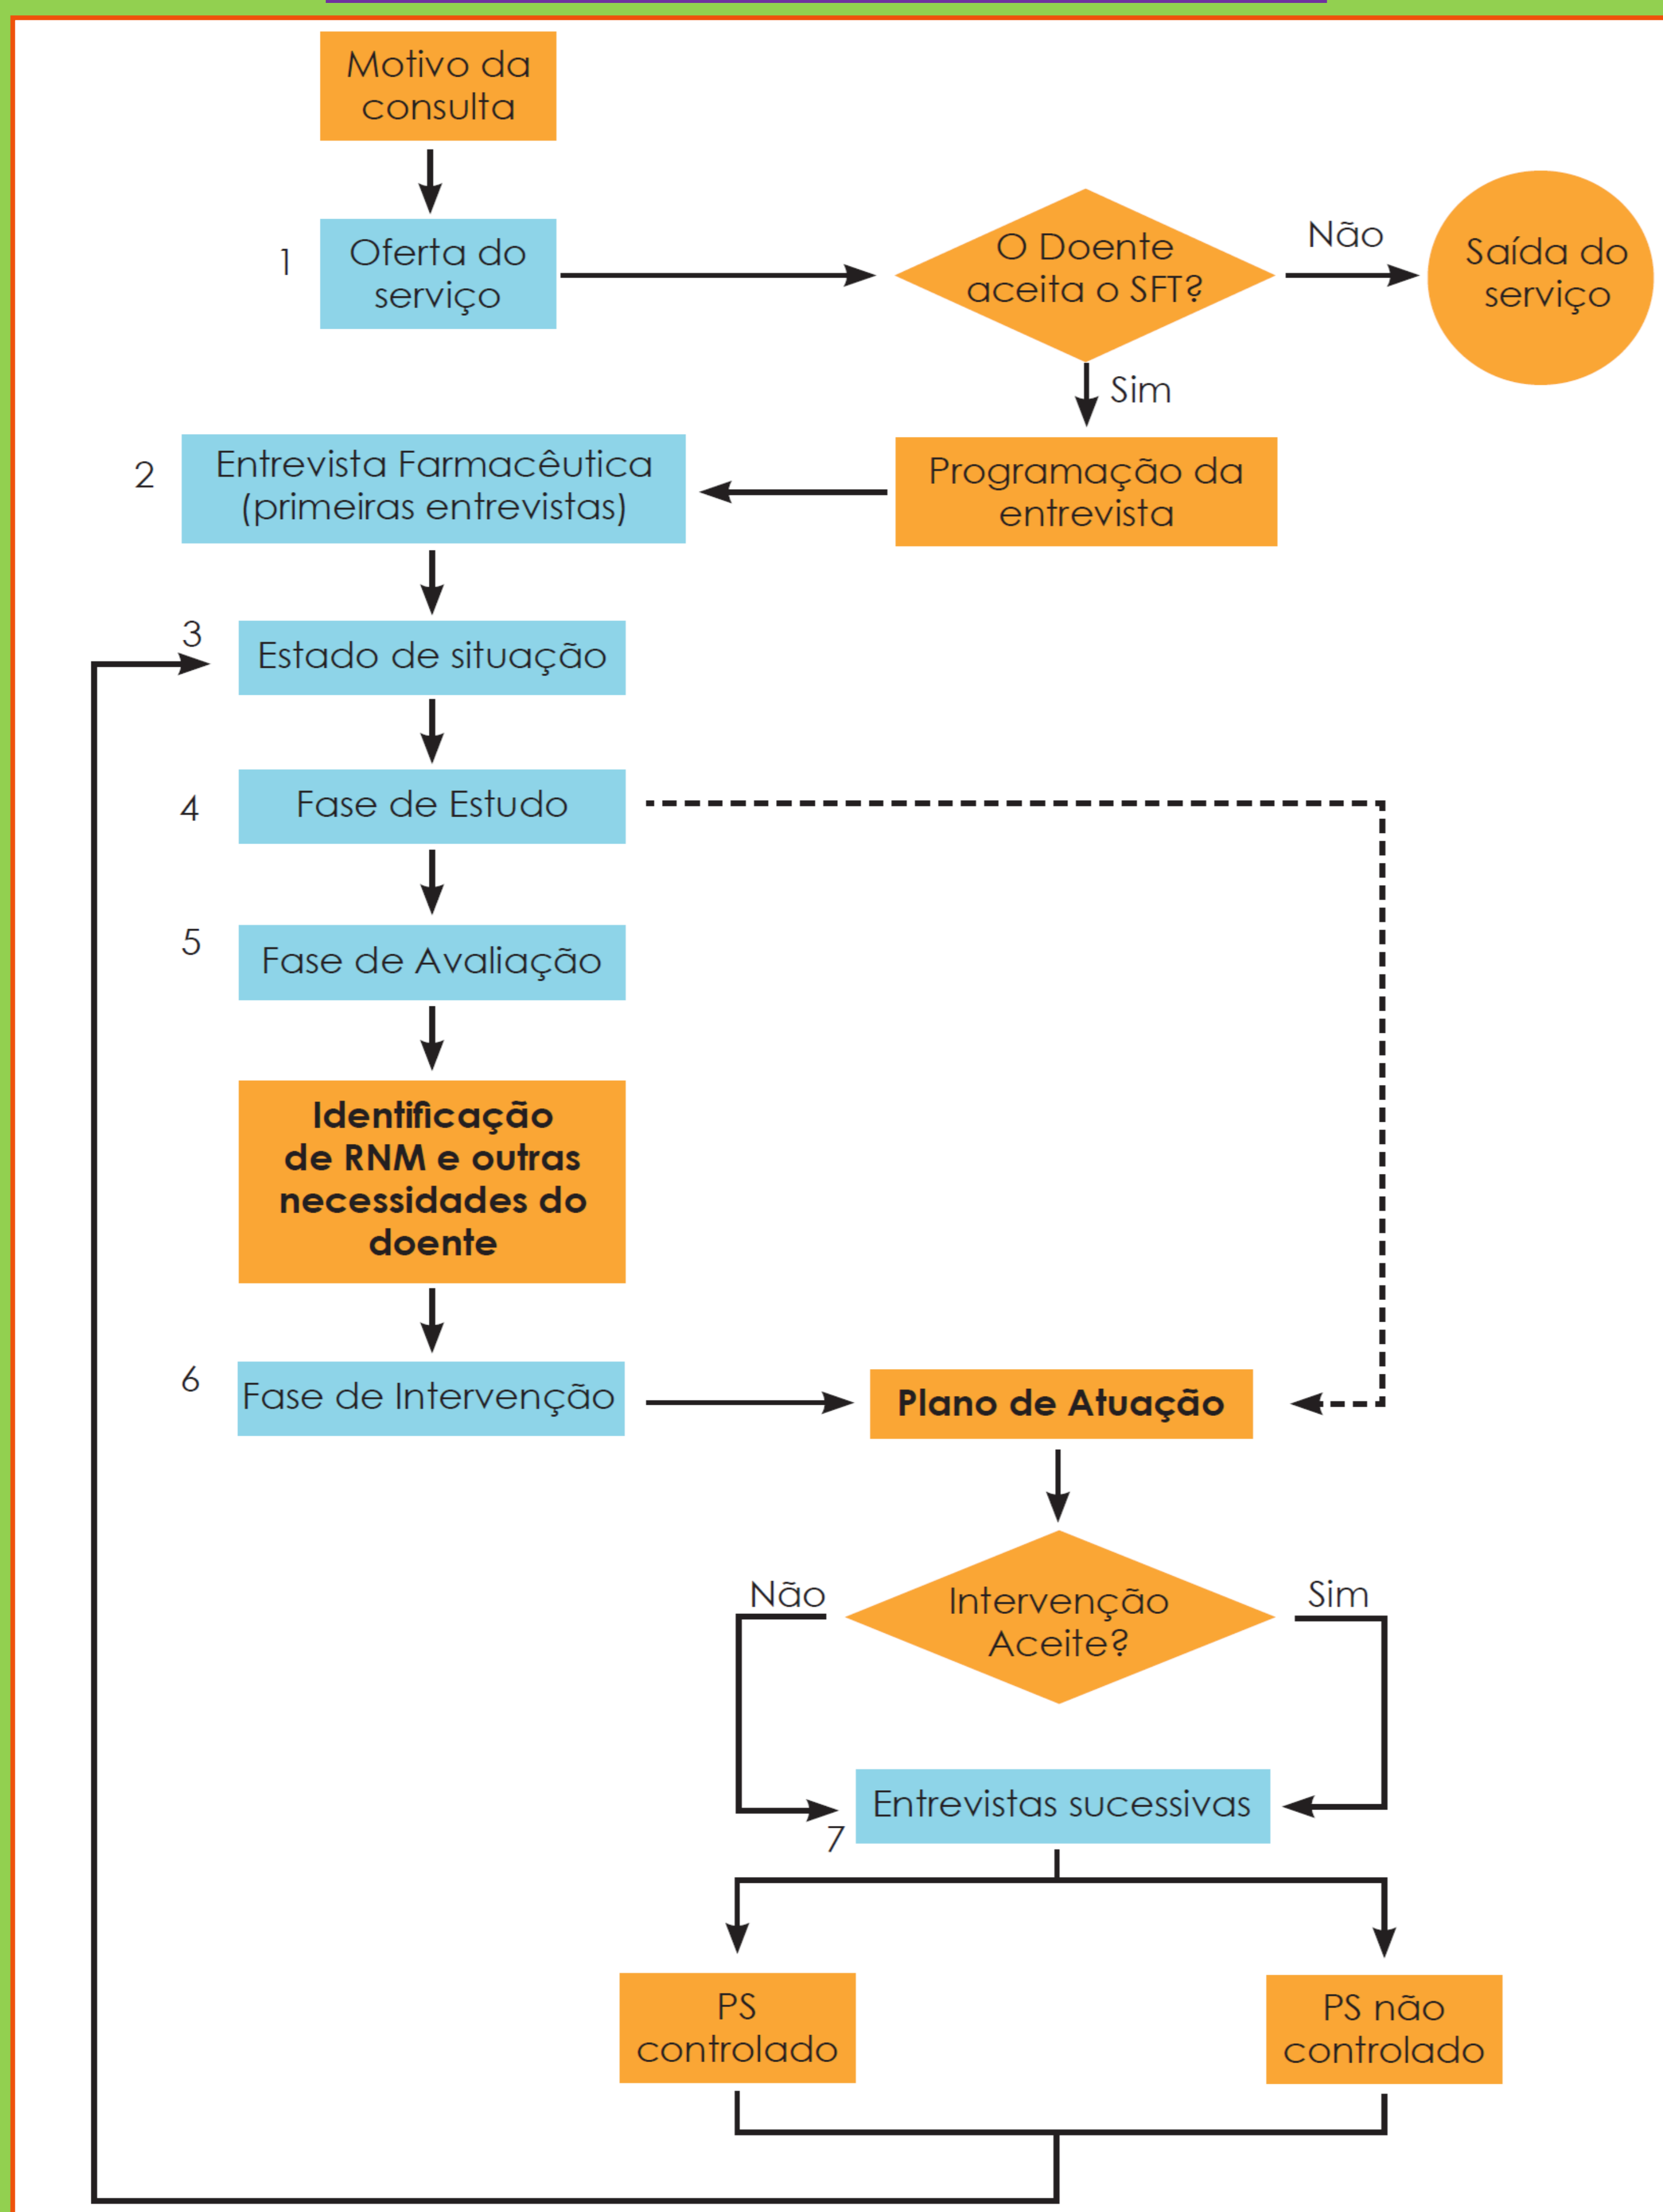 Motivo da
consulta
1
Oferta do
serviço
O Doente
aceita o SFT?
Não
Saída do
serviço
Sim
2
Entrevista Farmacêutica
(primeiras entrevistas)
Programação da
entrevista
3
Estado de situação
4
Fase de Estudo
5
Fase de Avaliação
Identificação
de RNM e outras
necessidades do
doente
6
Fase de Intervenção
Plano de Atuação
Não
Intervenção
Aceite?
Sim
Entrevistas sucessivas
7
PS
controlado
PS não
controlado